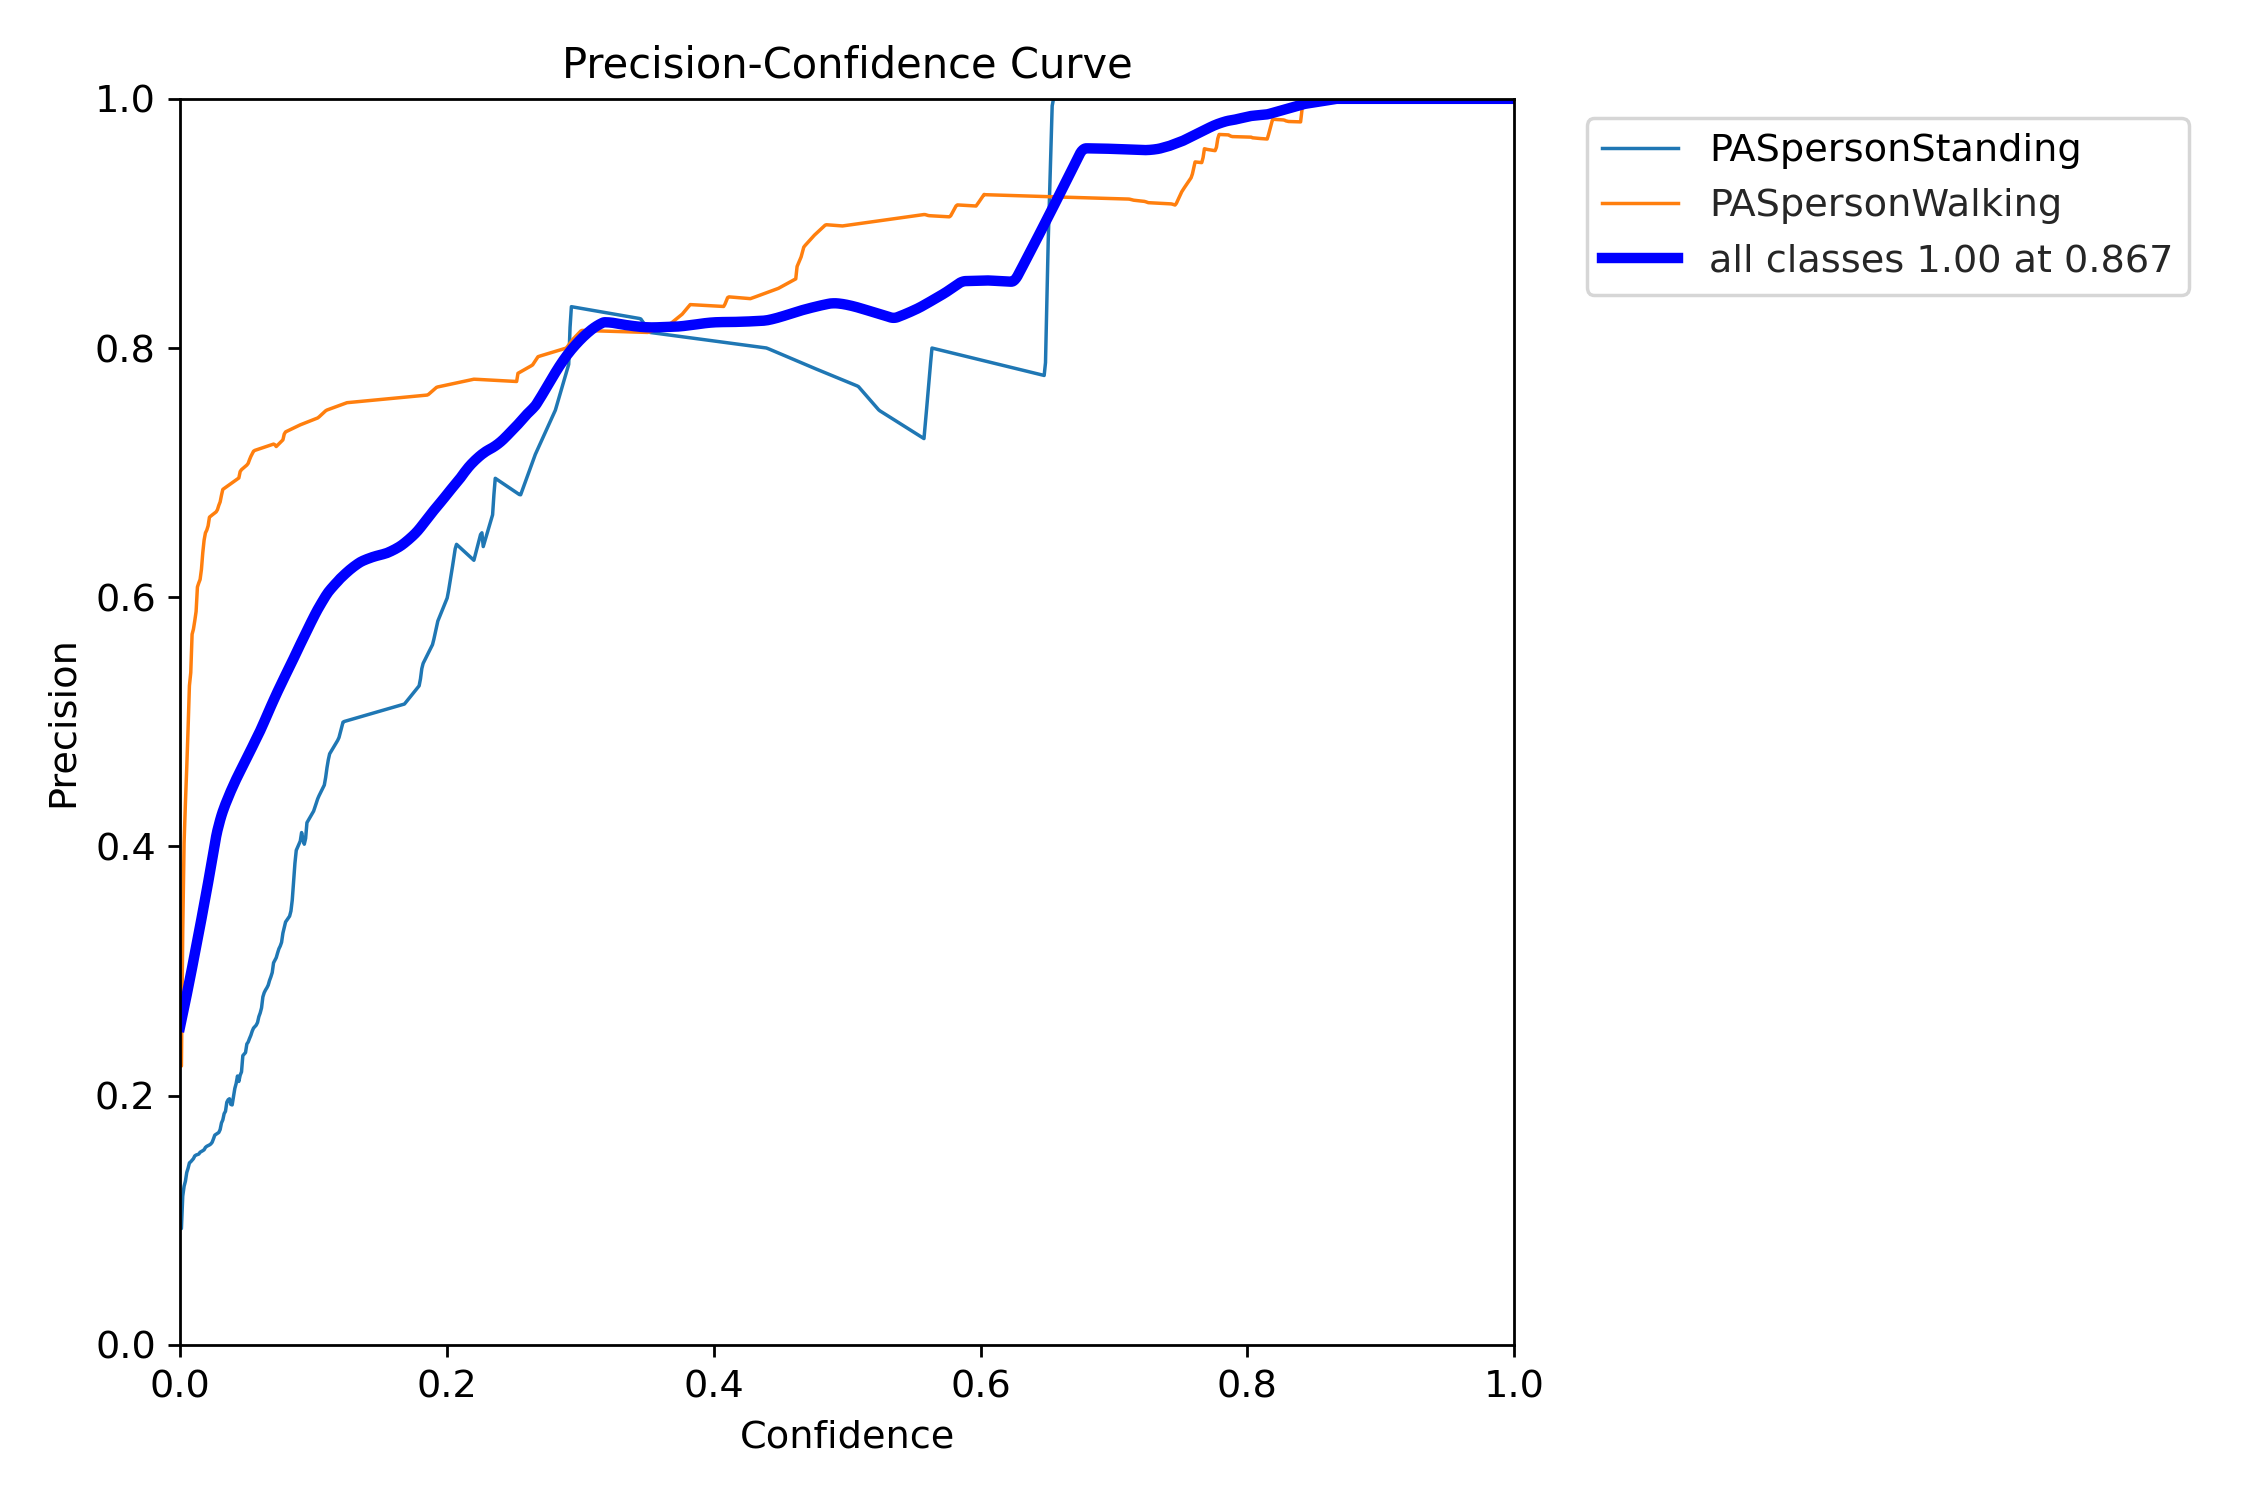 Precision-Confidence Curve
1.0
0.8
0.6
0.4
0.2
0.0
Precision
0.0 0.2 0.4 0.6 0.8 1.0
Confidence
PASpersonStanding
PASpersonWalking
all classes 1.00 at 0.867